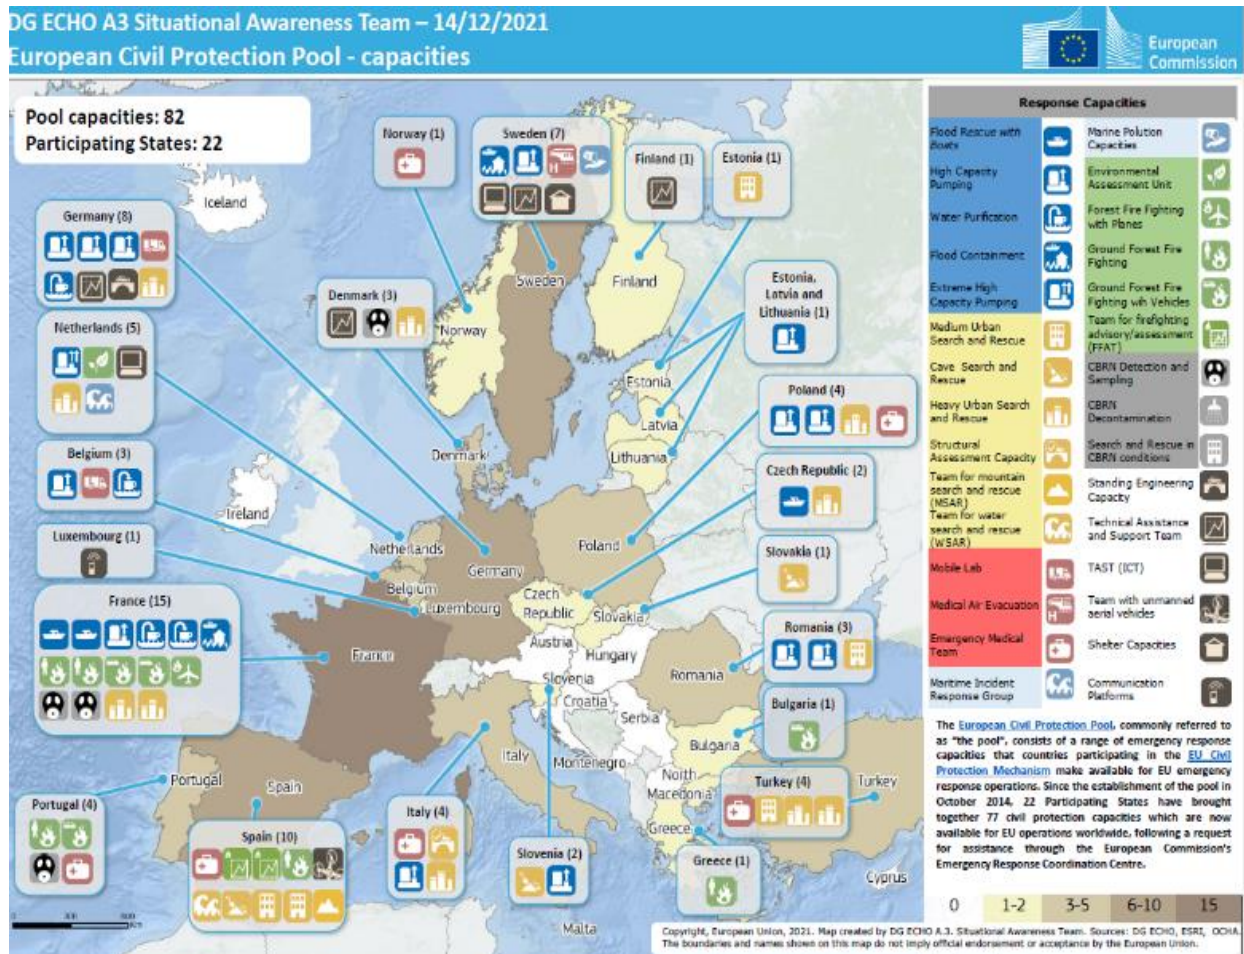 DG ECHO A3 Situational Awareness Team – 14/12/2021
European Civil Protection Pool - capacities
European
Commission
Pool capacities: 82
Participating States: 22
Norway (1)
Sweden (7)
Finland (1)
Estonia (1)
Iceland
Germany (8)
Denmark (3)
Estonia,
Latvia and
Lithuania (1)
Sweden
Finland
Norway
Netherlands (5)
Estonia
Poland (4)
Latvia
Denmark
Lithuania
Belgium (3)
Czech Republic (2)
Ireland
Luxembourg (1)
Netherlands
Poland
Slovakia (1)
Germany
Belgium
Czech
Republic
Luxembourg
Slovakia
France (15)
Romania (3)
Austria
Hungary
France
Slovenia
Romania
Croatia
Bulgaria (1)
Serbia
Bulgaria
Italy
Montenegro
North
Macedonia
Turkey (4)
Turkey
Portugal
Spain
Portugal (4)
Italy (4)
Greece
Spain (10)
Slovenia (2)
Greece (1)
Cyprus
Malta
Response Capacities
Flood Rescue with
Boats
High Capacity
Pumping
Water Purification
Flood Containment
Extreme High
Capacity Pumping
Medium Urban
Search and Rescue
Cave Search and
Rescue
Heavy Urban Search
and Rescue
Structural
Assessment Capacity
Team for mountain
search and rescue
(MSAR)
Team for water
search and rescue
(WSAR)
Mobile Lab
Medical Air Evacuation
H
Emergency Medical
Team
Maritime Incident
Response Group
Marine Polution
Capacities
Environmental
Assessment Unit
Forest Fire Fighting
with Planes
Ground Forest Fire
Fighting
Ground Forest Fire
Fighting wih Vehicles
Team for firefighting
advisory/assessment
(FFAT)
CBRN Detection and
Sampling
CBRN
Decontamination
Search and Rescue in
CBRN conditions
Standing Engineering
Capacity
Technical Assistance
and Support Team
TAST (ICT)
Team with unmanned
aerial vehicles
Shelter Capacities
Communication
Platforms
The European Civil Protection Pool, commonly referred to
as "the pool", consists of a range of emergency response
capacities that countries participating in the EU Civil
Protection Mechanism make available for EU emergency
response operations. Since the establishment of the pool in
October 2014, 22 Participating States have brought
together 77 civil protection capacities which are now
available for EU operations worldwide, following a request
for assistance through the European Commission's
Emergency Response Coordination Centre.
0 1-2 3-5 6-10 15
Copyright, European Union, 2021. Map created by DG ECHO A.3. Situational Awareness Team. Sources: DG ECHO, ESRI, OCHA.
The boundaries and names shown on this map do not imply official endorsement or acceptance by the European Union.